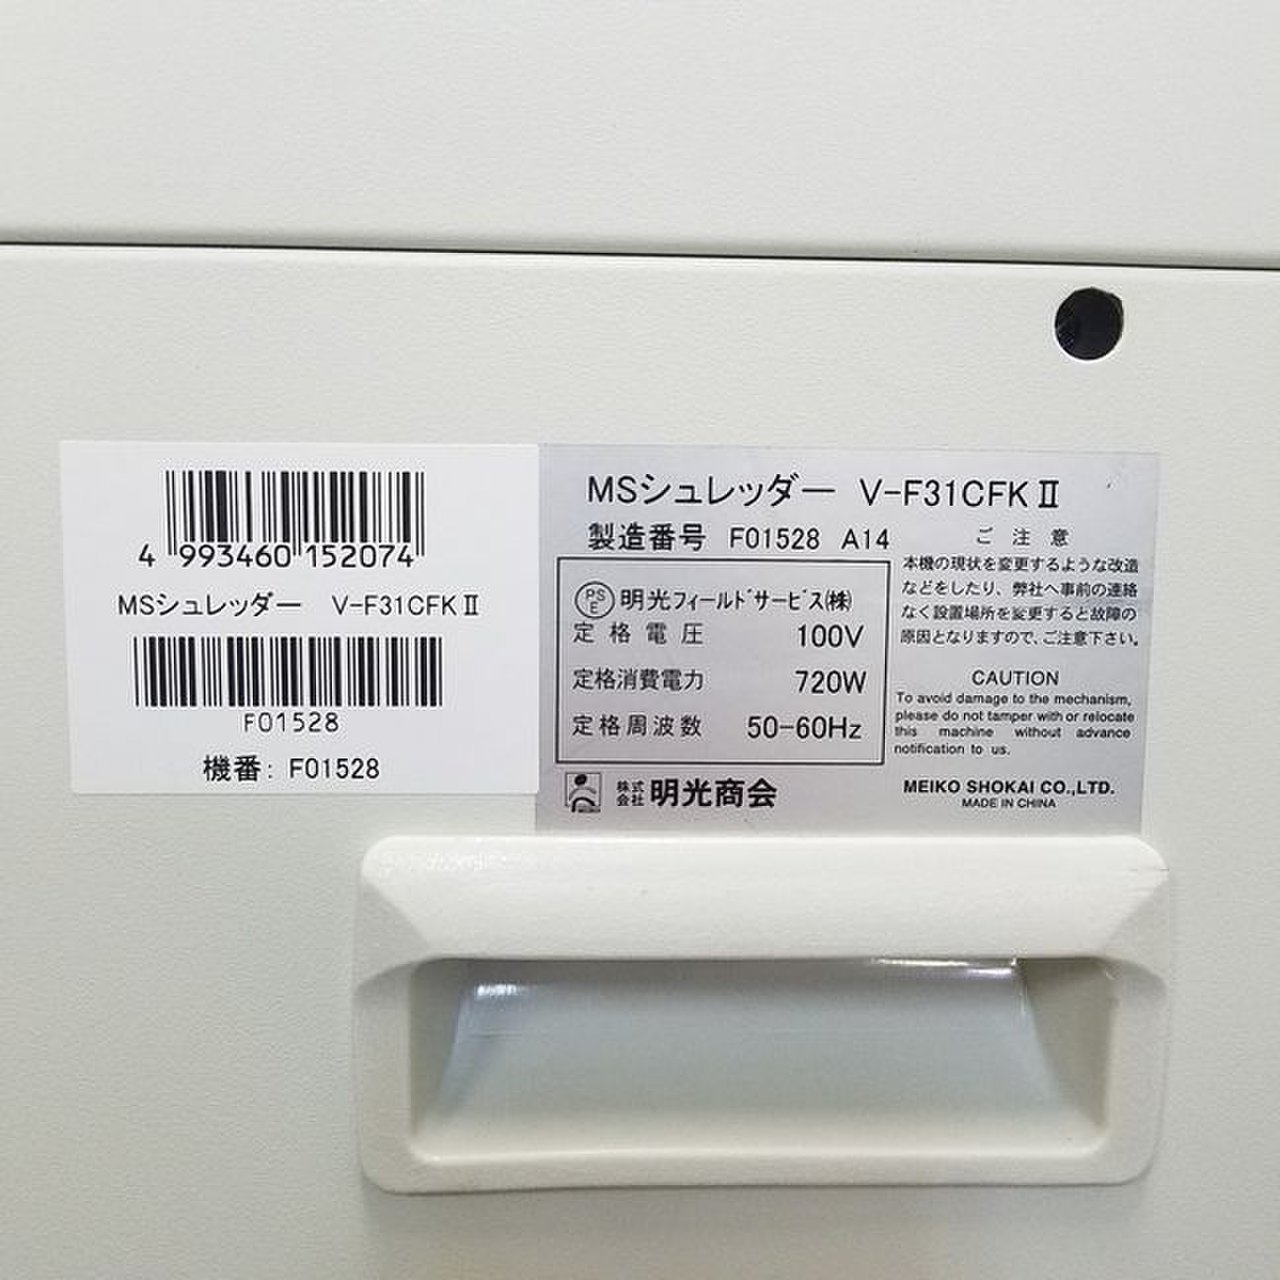 4 993460 152074
MSシュレッダー V-F31CFKⅡ
F01528
機番: F01528
MSシュレッダー V-F31CFKⅡ
製造番号 F01528 A14
PSE 明光フィールドサービス(株)
定格電圧 100V
定格消費電力 720W
定格周波数 50-60Hz
株式会社 明光商会
ご注意
本機の現状を変更するような改造
などをしたり、弊社へ事前の連絡
なく設置場所を変更すると故障の
原因となりますので、ご注意下さい。
CAUTION
To avoid damage to the mechanism,
please do not tamper with or relocate
this machine without advance
notification to us.
MEIKO SHOKAI CO.,LTD.
MADE IN CHINA